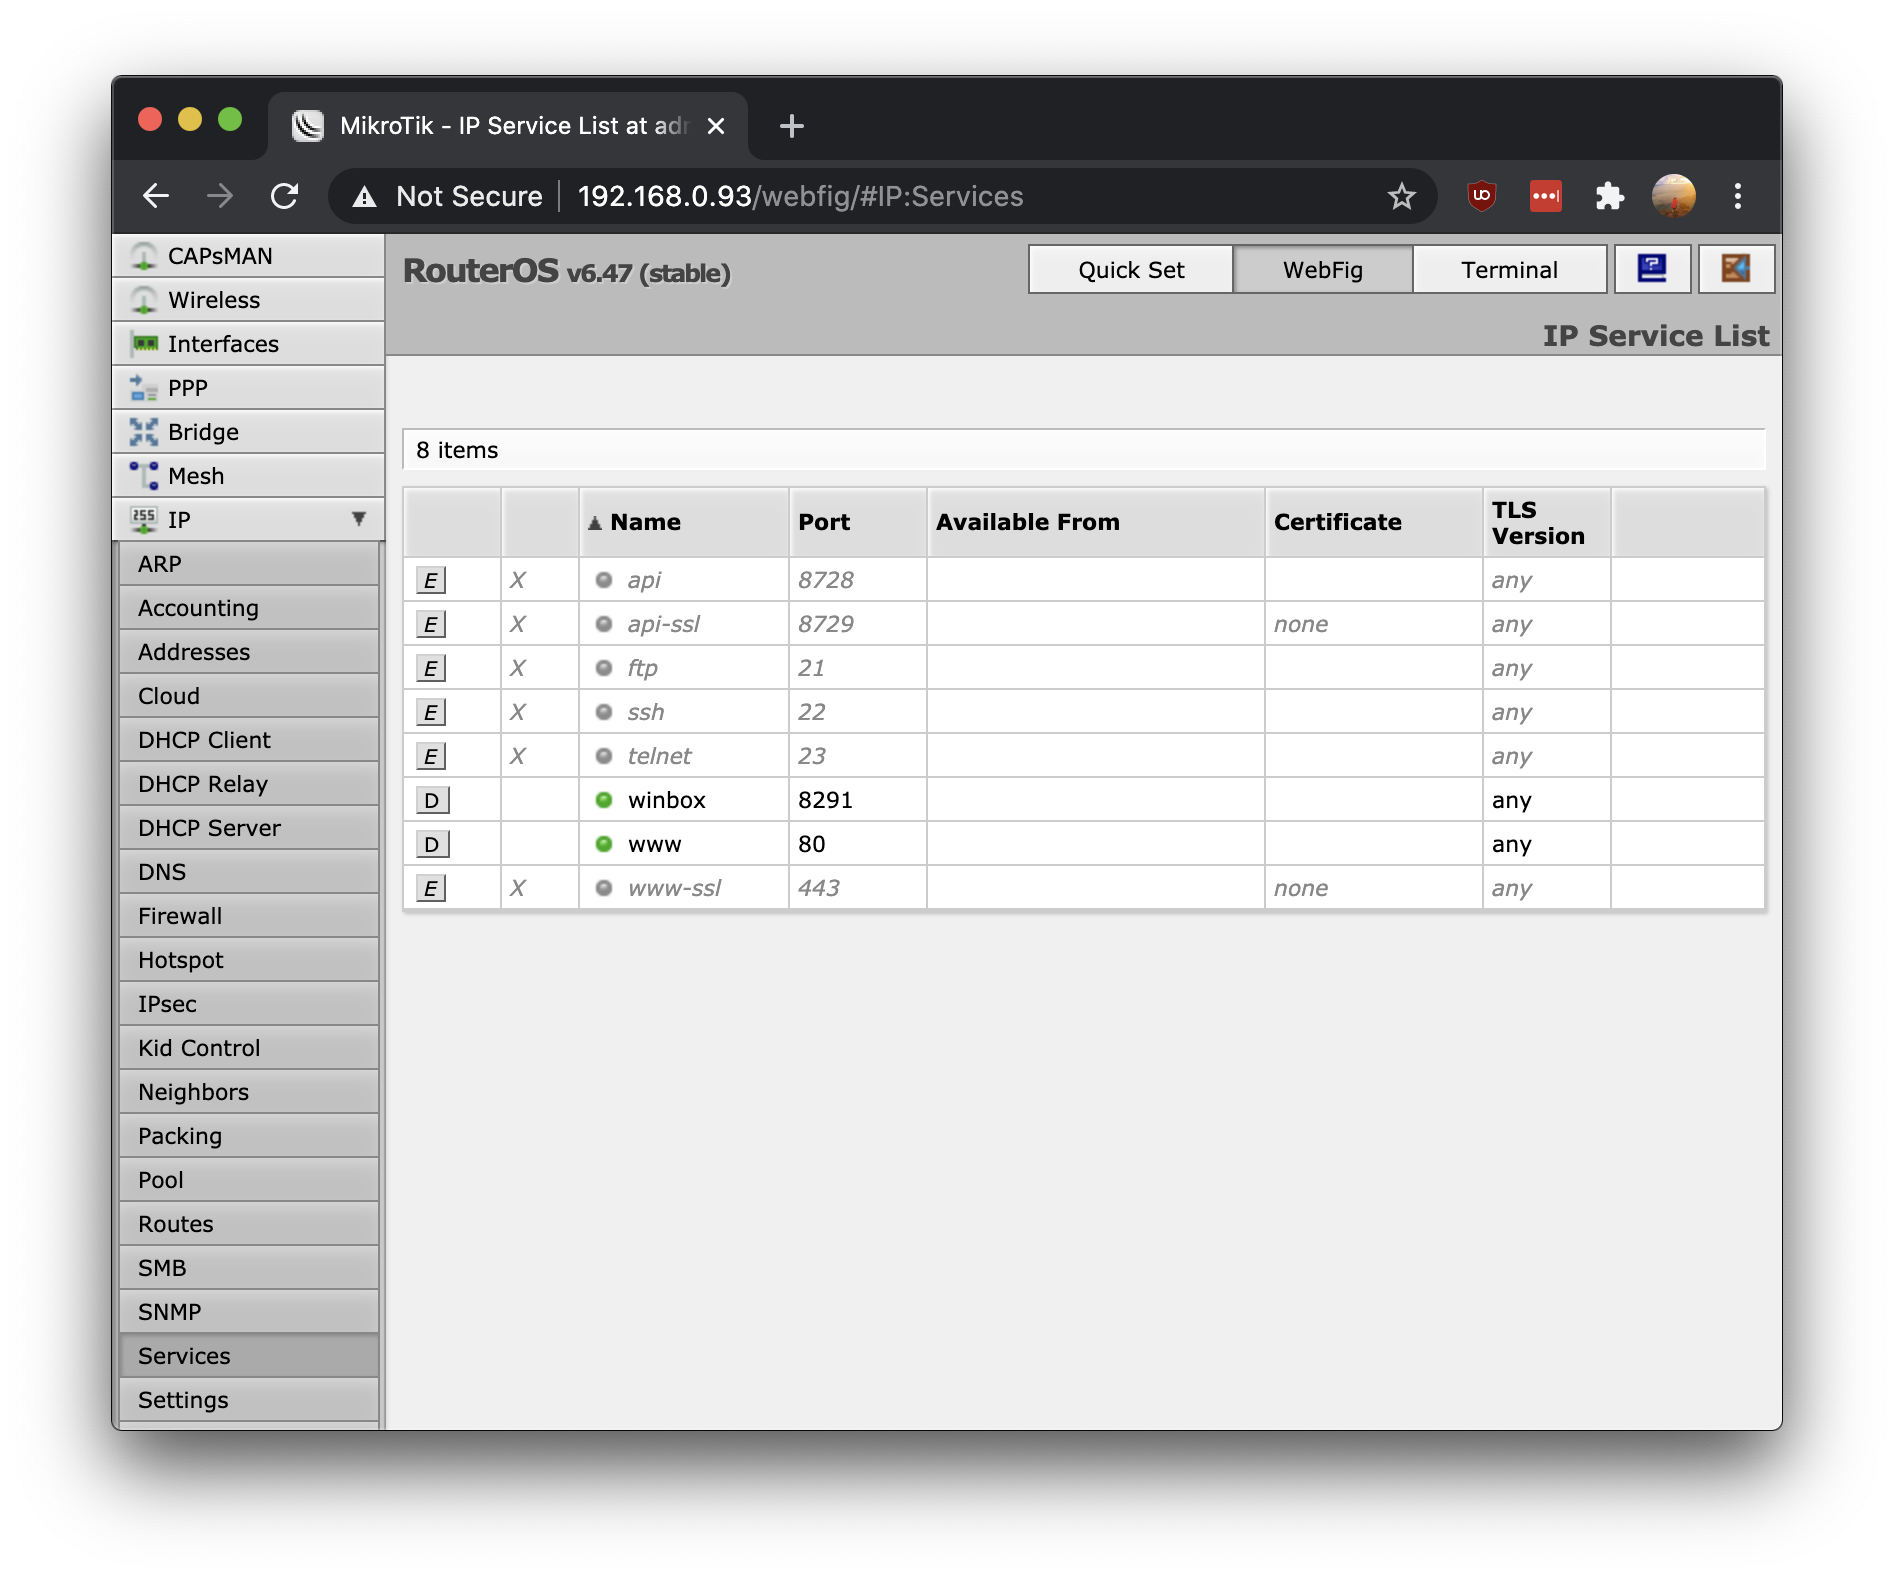 MikroTik - IP Service List at adr
Not Secure 192.168.0.93/webfig/#IP:Services
CAPsMAN
Wireless
Interfaces
PPP
Bridge
Mesh
IP
ARP
Accounting
Addresses
Cloud
DHCP Client
DHCP Relay
DHCP Server
DNS
Firewall
Hotspot
IPsec
Kid Control
Neighbors
Packing
Pool
Routes
SMB
SNMP
Services
Settings
RouterOS v6.47 (stable)
Quick Set WebFig Terminal
IP Service List
8 items
Name Port Available From Certificate TLS Version
E X api 8728 any
E X api-ssl 8729 none any
E X ftp 21 any
E X ssh 22 any
E X telnet 23 any
D winbox 8291 any
D www 80 any
E X www-ssl 443 none any